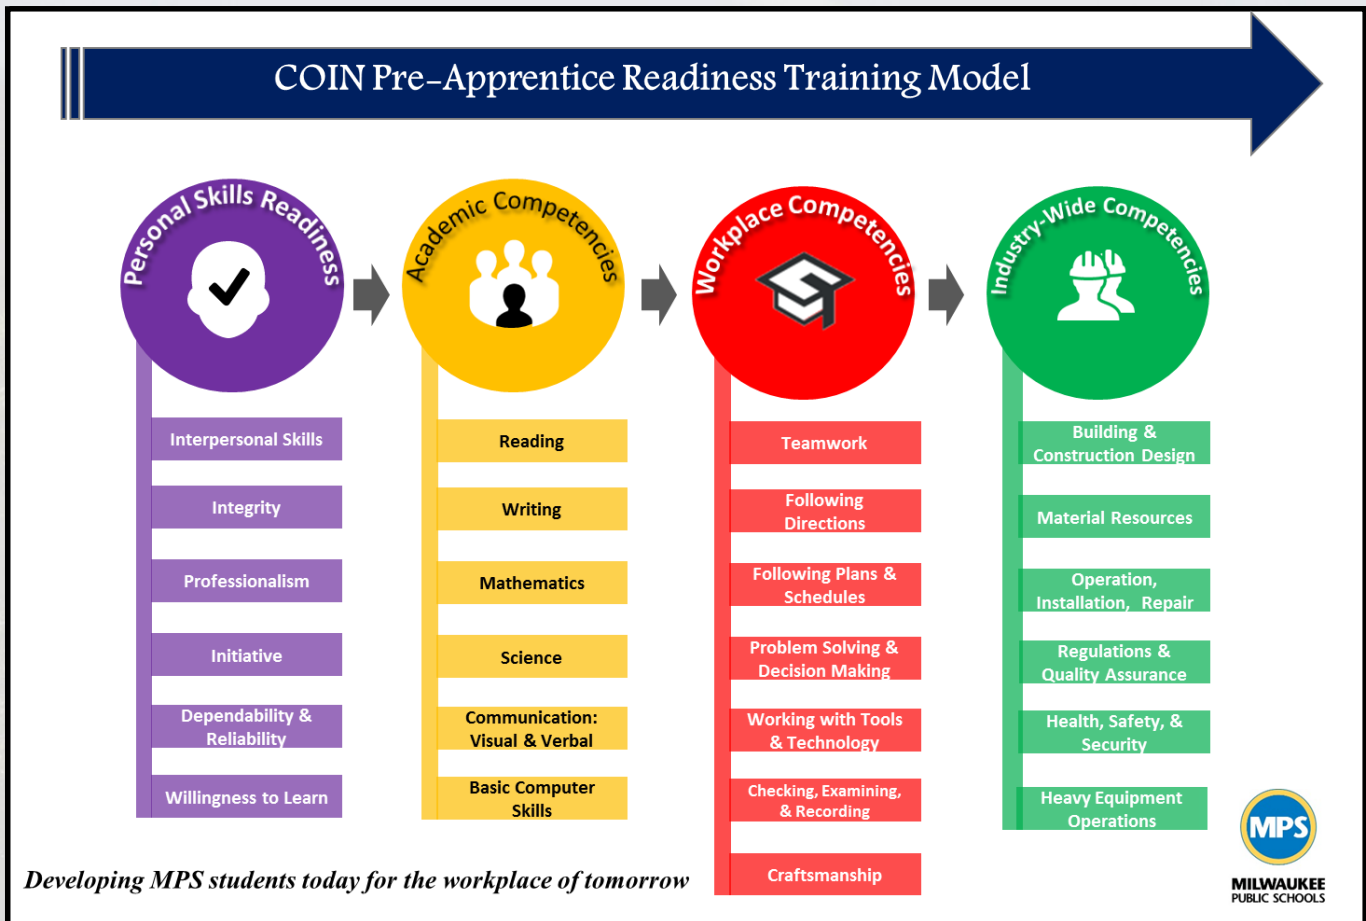 COIN Pre-Apprentice Readiness Training Model
Personal Skills Readiness
Interpersonal Skills
Integrity
Professionalism
Initiative
Dependability &
Reliability
Willingness to Learn
Academic Competencies
Reading
Writing
Mathematics
Science
Communication:
Visual & Verbal
Basic Computer
Skills
Workplace Competencies
Teamwork
Following
Directions
Following Plans &
Schedules
Problem Solving &
Decision Making
Working with Tools
& Technology
Checking, Examining,
& Recording
Craftsmanship
Industry-Wide Competencies
Building &
Construction Design
Material Resources
Operation,
Installation, Repair
Regulations &
Quality Assurance
Health, Safety, &
Security
Heavy Equipment
Operations
Developing MPS students today for the workplace of tomorrow
MPS
MILWAUKEE
PUBLIC SCHOOLS